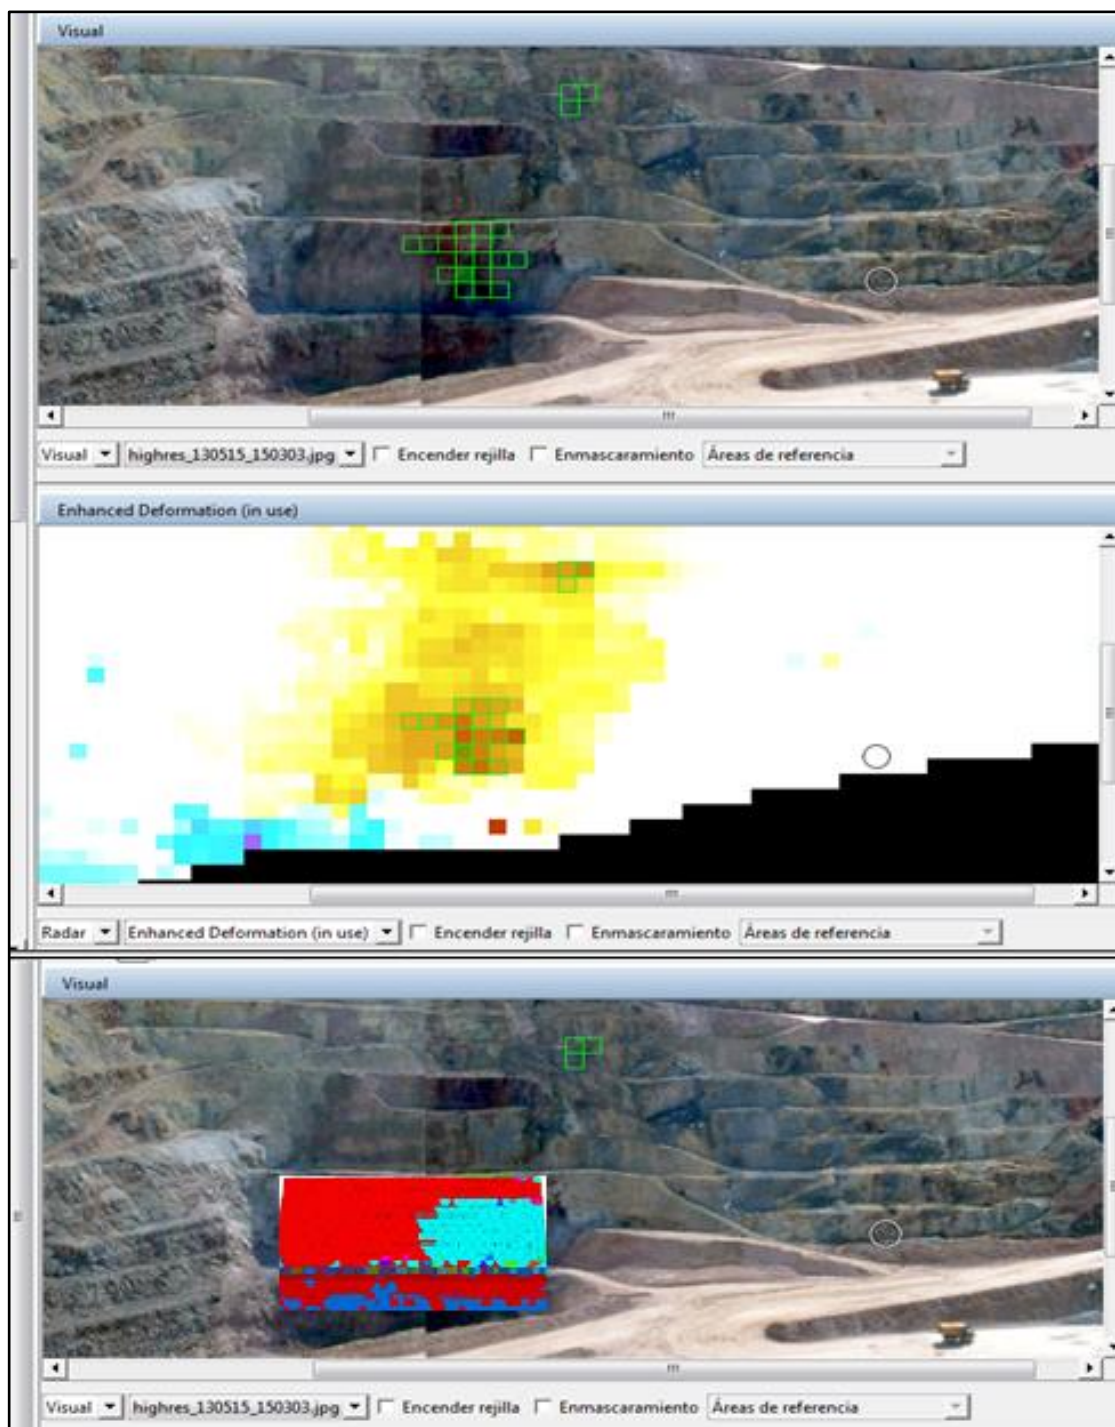 Visual
Visual highres_130515_150303.jpg Encender rejilla Enmascaramiento Áreas de referencia
Enhanced Deformation (in use)
Radar Enhanced Deformation (in use) Encender rejilla Enmascaramiento Áreas de referencia
Visual
Visual highres_130515_150303.jpg Encender rejilla Enmascaramiento Áreas de referencia